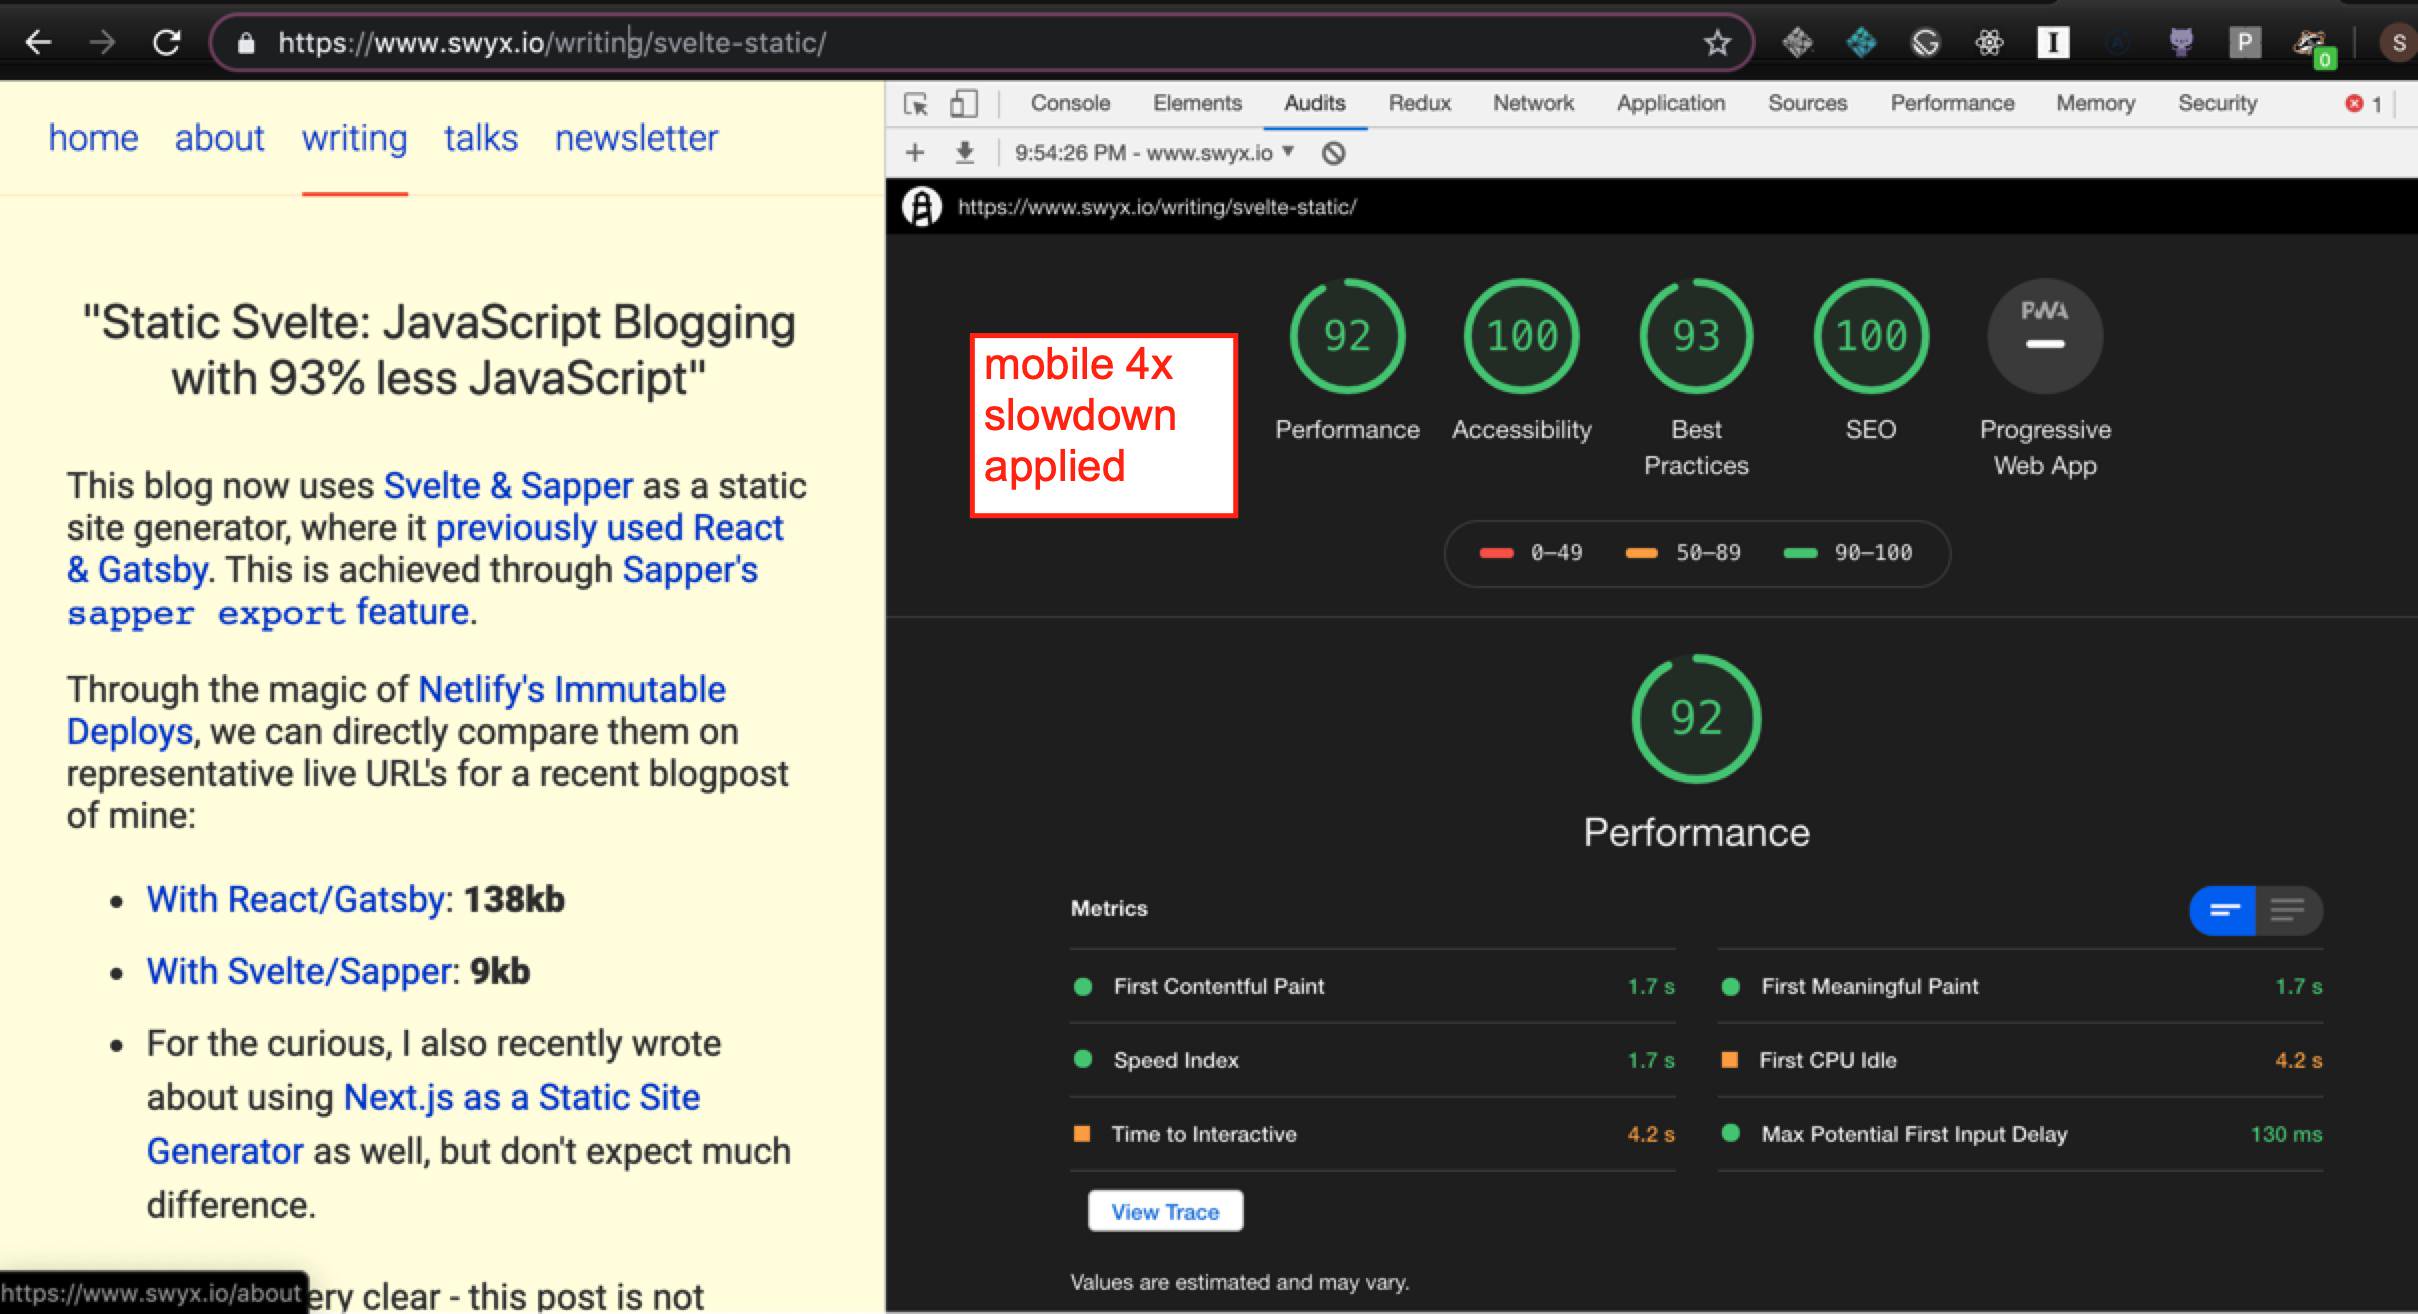 https://www.swyx.io/writing/svelte-static/
I
P
0
S
home about writing talks newsletter
"Static Svelte: JavaScript Blogging
with 93% less JavaScript"
This blog now uses Svelte & Sapper as a static
site generator, where it previously used React
& Gatsby. This is achieved through Sapper's
sapper export feature.
Through the magic of Netlify's Immutable
Deploys, we can directly compare them on
representative live URL's for a recent blogpost
of mine:
With React/Gatsby: 138kb
With Svelte/Sapper: 9kb
For the curious, I also recently wrote
about using Next.js as a Static Site
Generator as well, but don't expect much
difference.
ery clear - this post is not
https://www.swyx.io/about
Console Elements Audits Redux Network Application Sources Performance Memory Security 1
9:54:26 PM - www.swyx.io
https://www.swyx.io/writing/svelte-static/
mobile 4x
slowdown
applied
92 100 93 100 PWA
Performance Accessibility Best
Practices SEO Progressive
Web App
0–49 50–89 90–100
92
Performance
Metrics
First Contentful Paint 1.7 s First Meaningful Paint 1.7 s
Speed Index 1.7 s First CPU Idle 4.2 s
Time to Interactive 4.2 s Max Potential First Input Delay 130 ms
View Trace
Values are estimated and may vary.